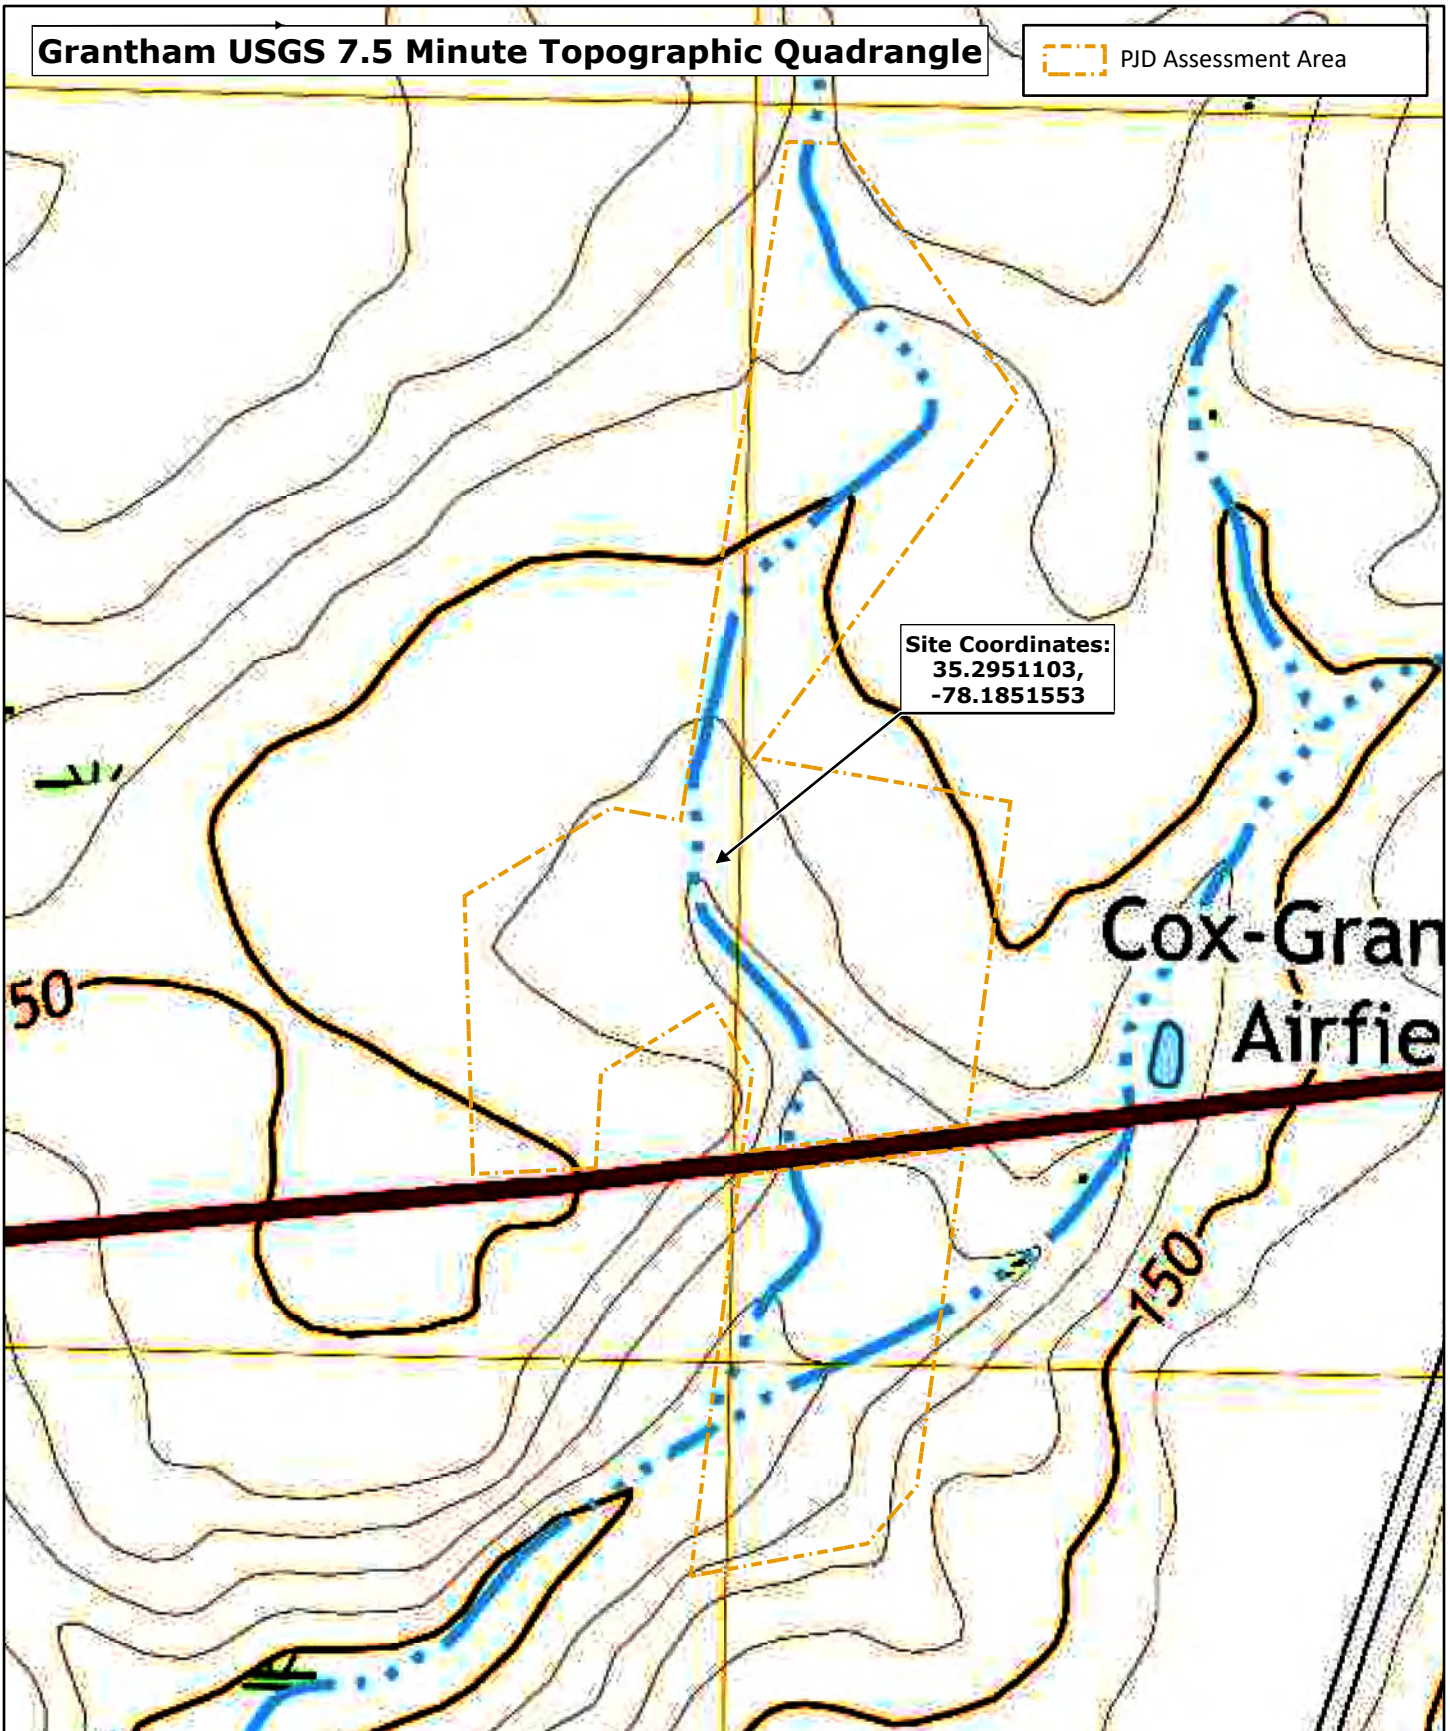 Grantham USGS 7.5 Minute Topographic Quadrangle
PJD Assessment Area
Site Coordinates:
35.2951103,
-78.1851553
Cox-Gran
Airfie
50
150